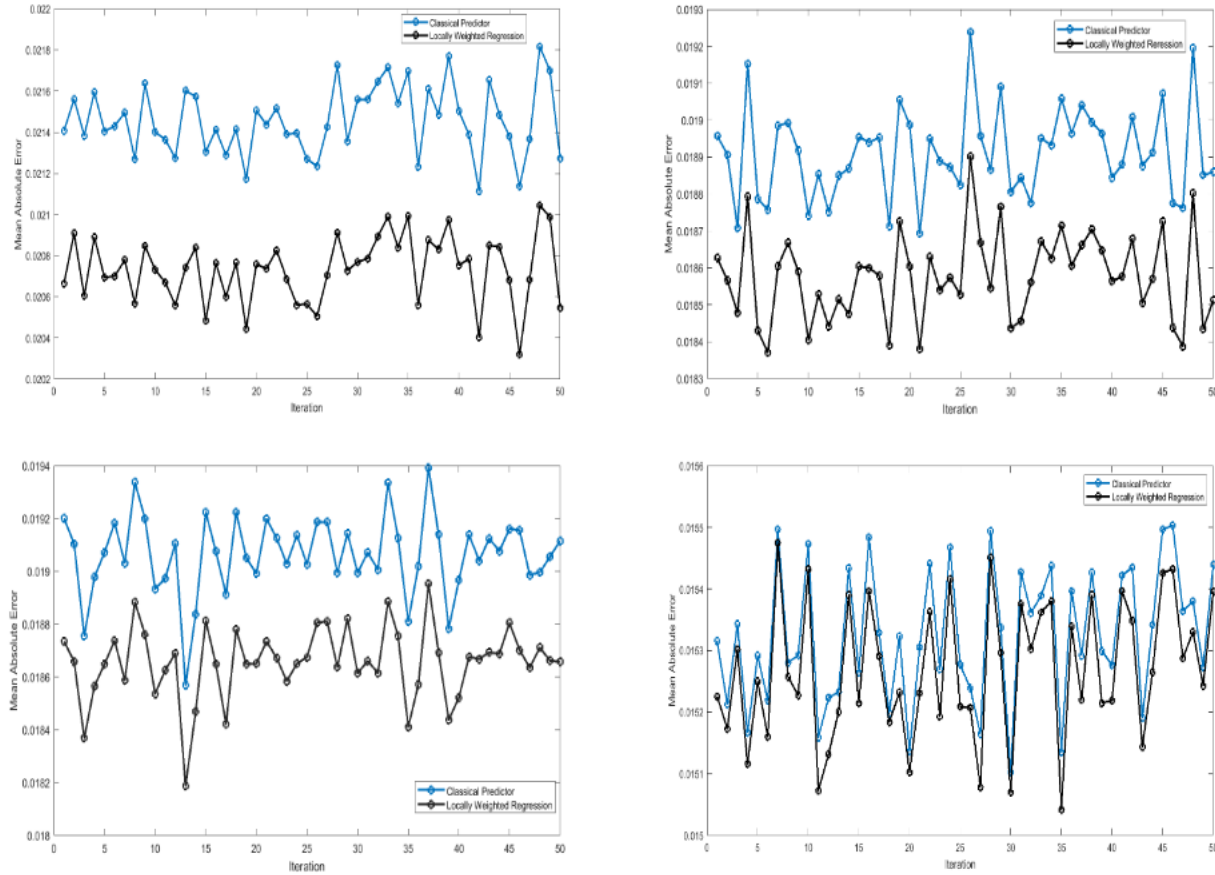 0.022
0.0218
0.0216
0.0214
0.0212
0.021
0.0208
0.0206
0.0204
0.0202
Mean Absolute Error
Classical Predictor
Locally Weighted Regression
0 5 10 15 20 25 30 35 40 45 50
Iteration
0.0193
0.0192
0.0191
0.019
0.0189
0.0188
0.0187
0.0186
0.0185
0.0184
0.0183
Mean Absolute Error
Classical Predictor
Locally Weighted Reression
0 5 10 15 20 25 30 35 40 45 50
Iteration
0.0194
0.0192
0.019
0.0188
0.0186
0.0184
0.0182
0.018
Mean Absolute Error
Classical Predictor
Locally Weighted Regression
0 5 10 15 20 25 30 35 40 45 50
Iteration
0.0156
0.0155
0.0154
0.0153
0.0152
0.0151
0.015
Mean Absolute Error
Classical Predictor
Locally Weighted Regression
0 5 10 15 20 25 30 35 40 45 50
Iteration